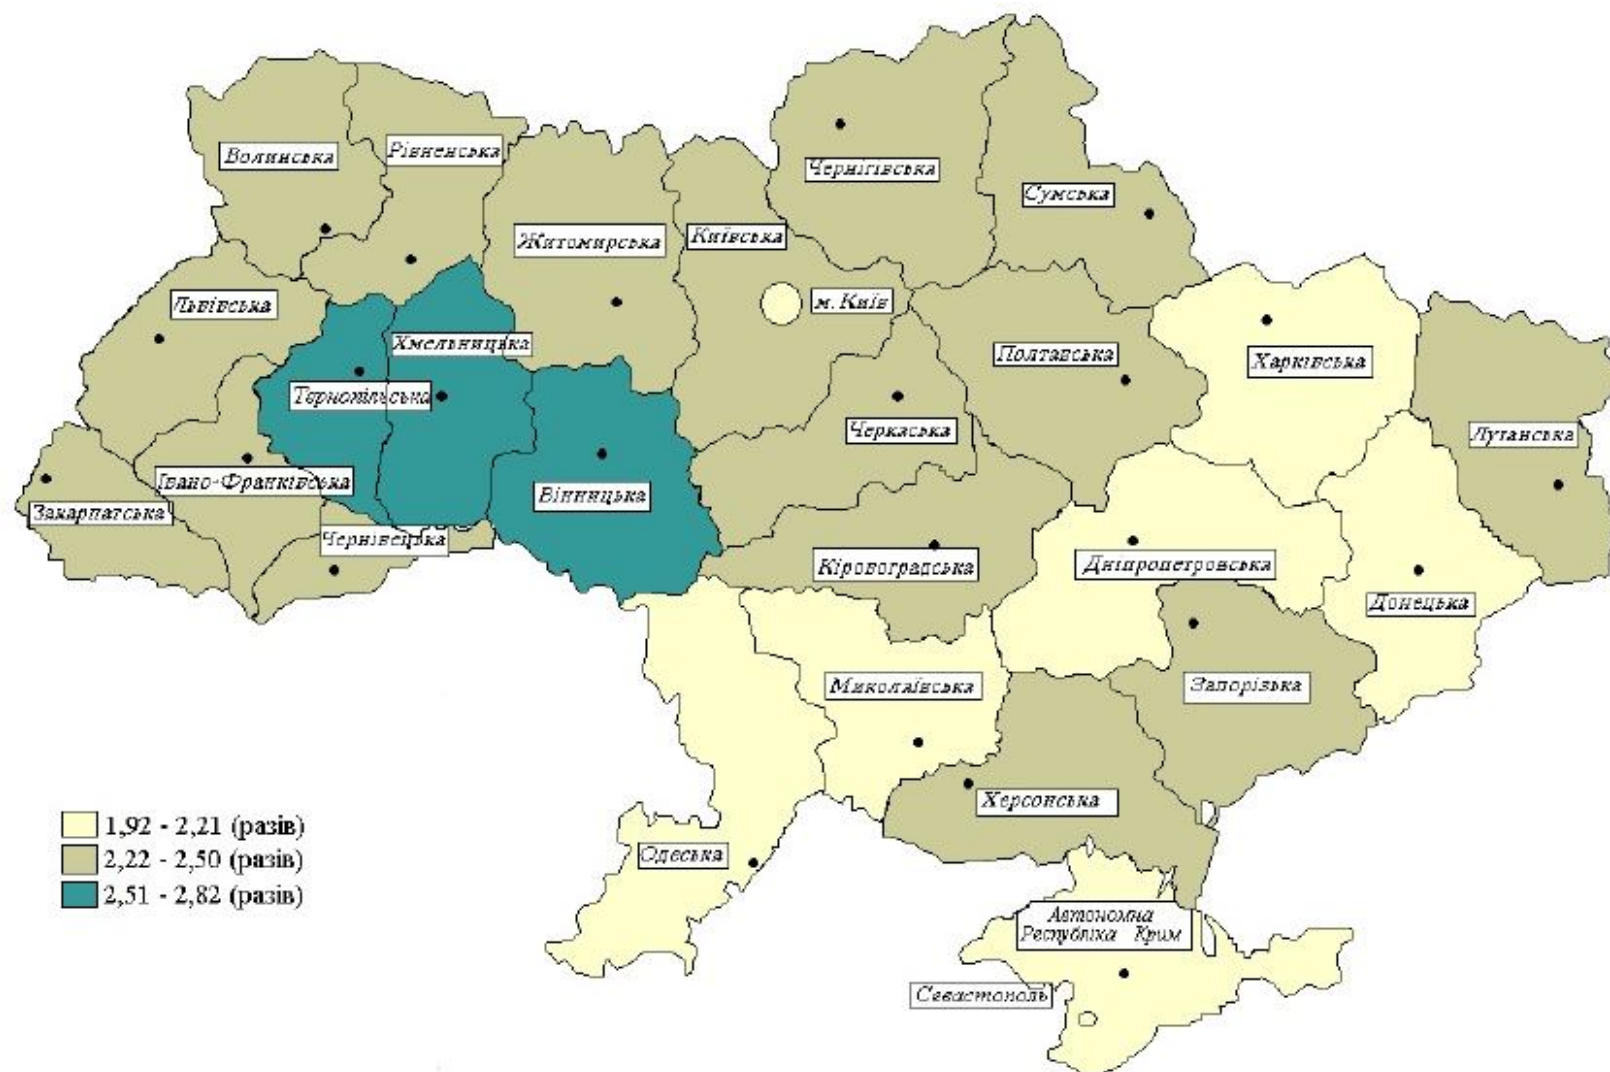 Волинська
Рівненська
Житомирська
Київська
Чернігівська
Сумська
Львівська
Хмельницька
м. Київ
Полтавська
Харківська
Тернопільська
Черкаська
Луганська
Івано-Франківська
Закарпатська
Чернівецька
Вінницька
Кіровоградська
Дніпропетровська
Донецька
Миколаївська
Запорізька
Херсонська
Одеська
Автономна
Республіка Крим
Севастополь
1,92 - 2,21 (разів)
2,22 - 2,50 (разів)
2,51 - 2,82 (разів)